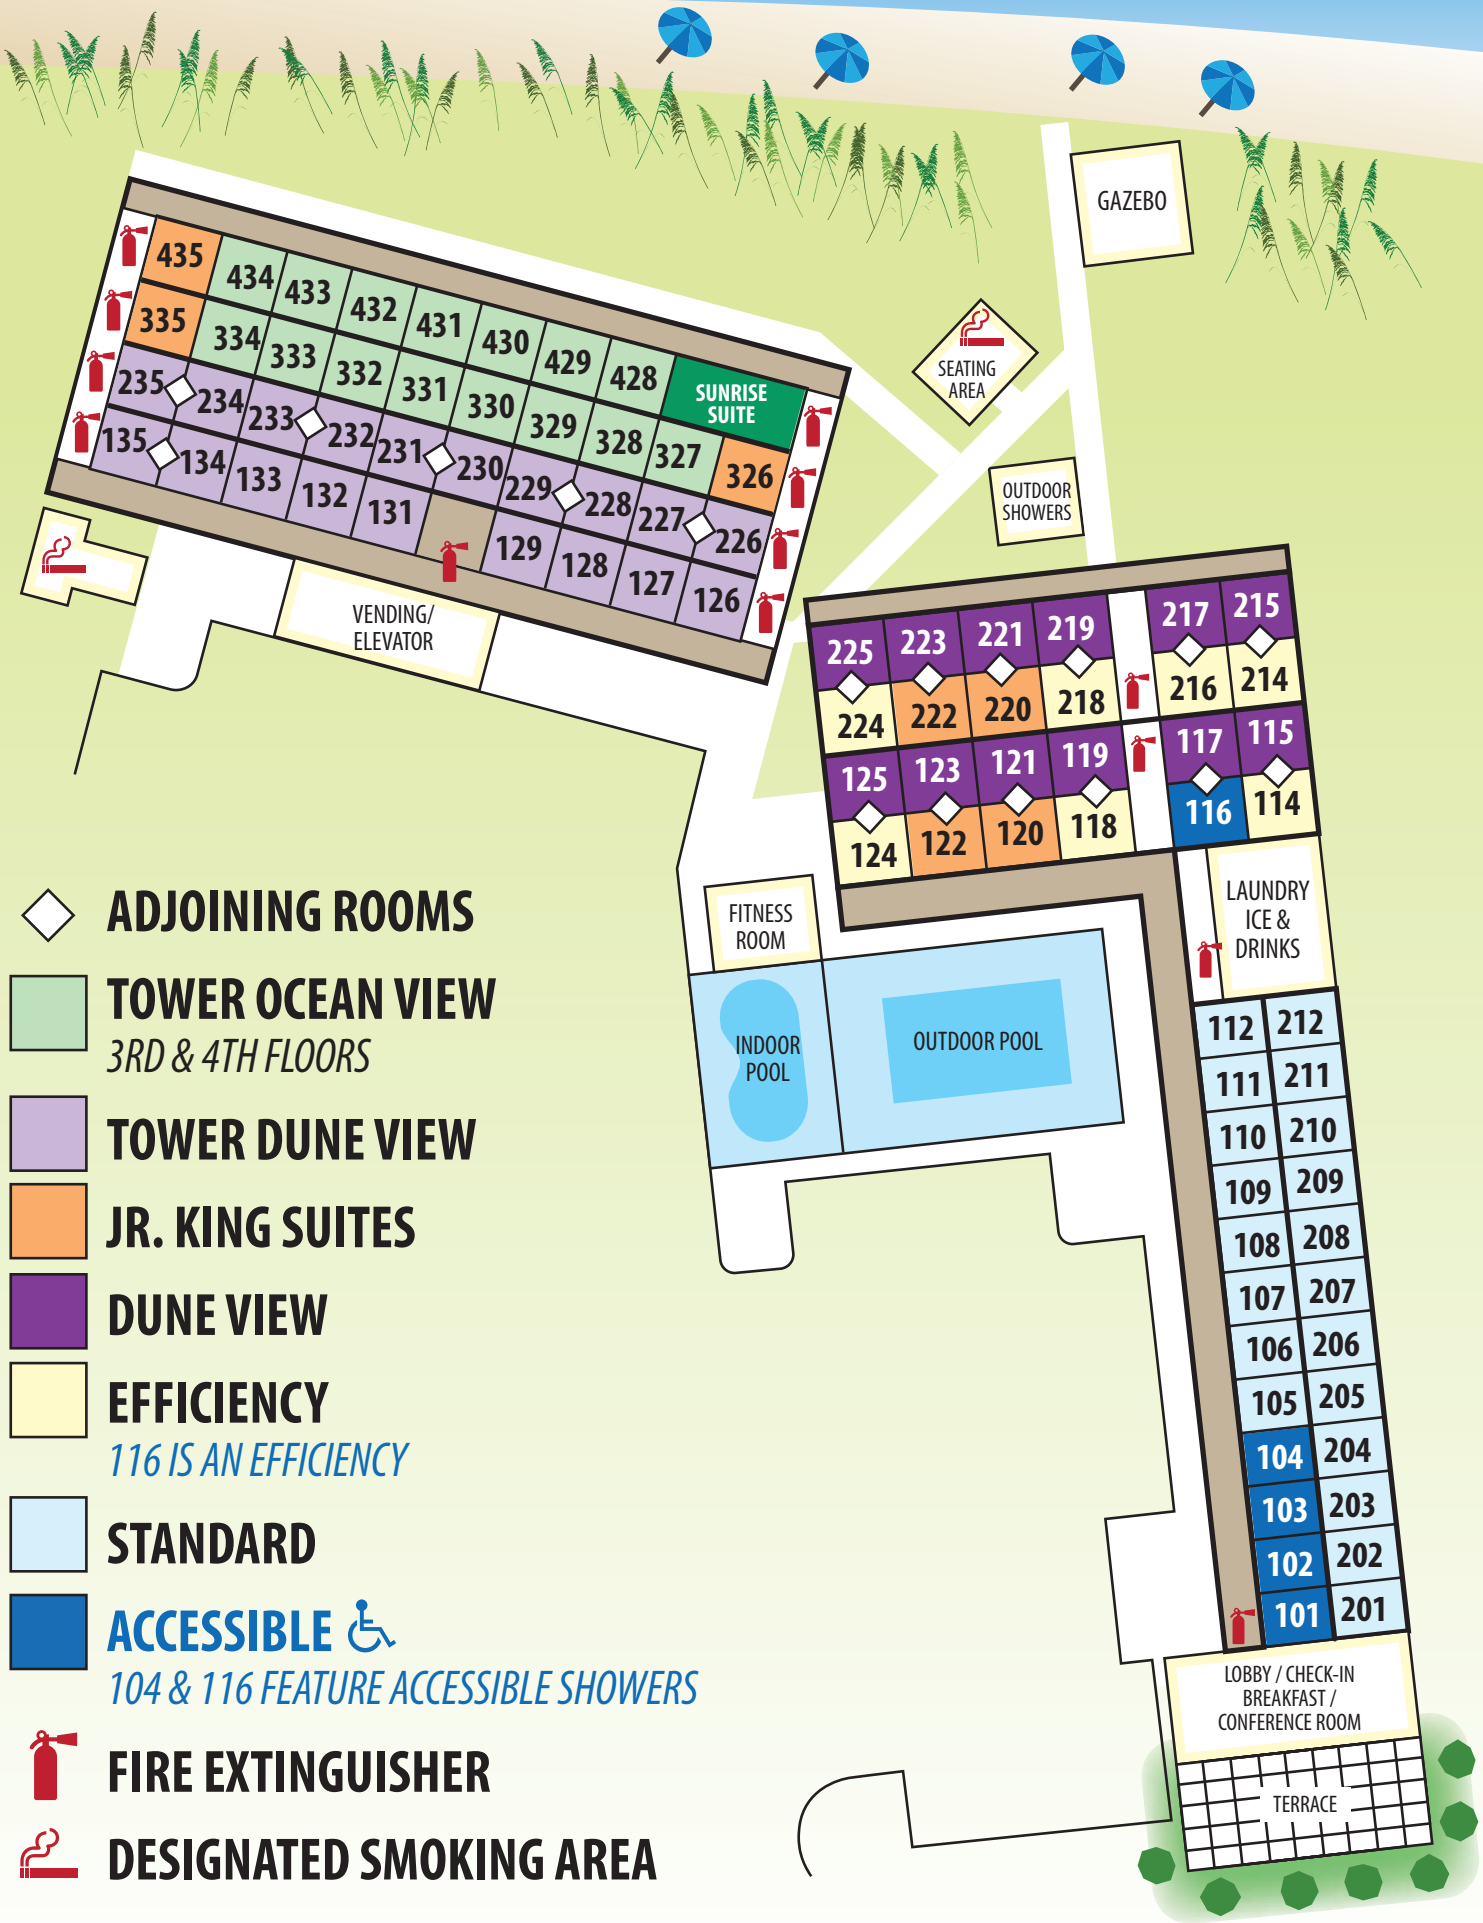 GAZEBO
SEATING
AREA
OUTDOOR
SHOWERS
435
434
433
432
431
430
429
428
SUNRISE
SUITE
335
334
333
332
331
330
329
328
327
326
235
234
233
232
231
230
229
228
227
226
135
134
133
132
131
129
128
127
126
VENDING/
ELEVATOR
225
223
221
219
217
215
224
222
220
218
216
214
125
123
121
119
117
115
124
122
120
118
116
114
FITNESS
ROOM
INDOOR
POOL
OUTDOOR POOL
LAUNDRY
ICE &
DRINKS
112 212
111 211
110 210
109 209
108 208
107 207
106 206
105 205
104 204
103 203
102 202
101 201
LOBBY / CHECK-IN
BREAKFAST /
CONFERENCE ROOM
TERRACE
ADJOINING ROOMS
TOWER OCEAN VIEW
3RD & 4TH FLOORS
TOWER DUNE VIEW
JR. KING SUITES
DUNE VIEW
EFFICIENCY
116 IS AN EFFICIENCY
STANDARD
ACCESSIBLE
104 & 116 FEATURE ACCESSIBLE SHOWERS
FIRE EXTINGUISHER
DESIGNATED SMOKING AREA